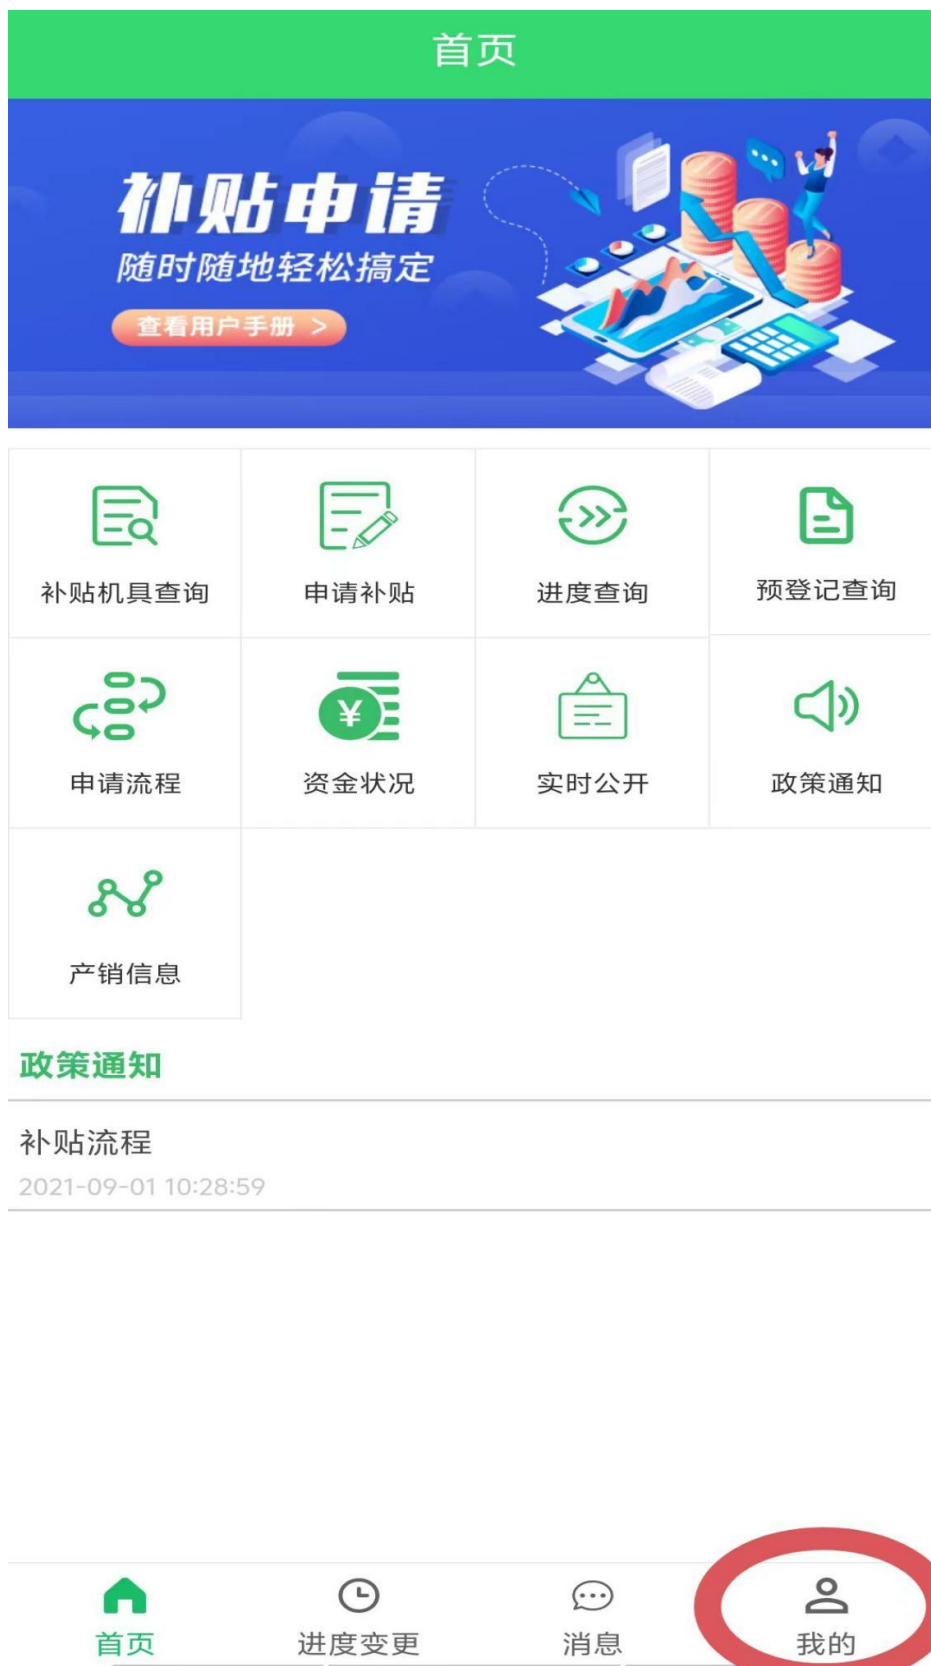 首页
补贴申请
随时随地轻松搞定
查看用户手册 >
补贴机具查询
申请补贴
进度查询
预登记查询
申请流程
资金状况
实时公开
政策通知
产销信息
政策通知
补贴流程
2021-09-01 10:28:59
首页
进度变更
消息
我的